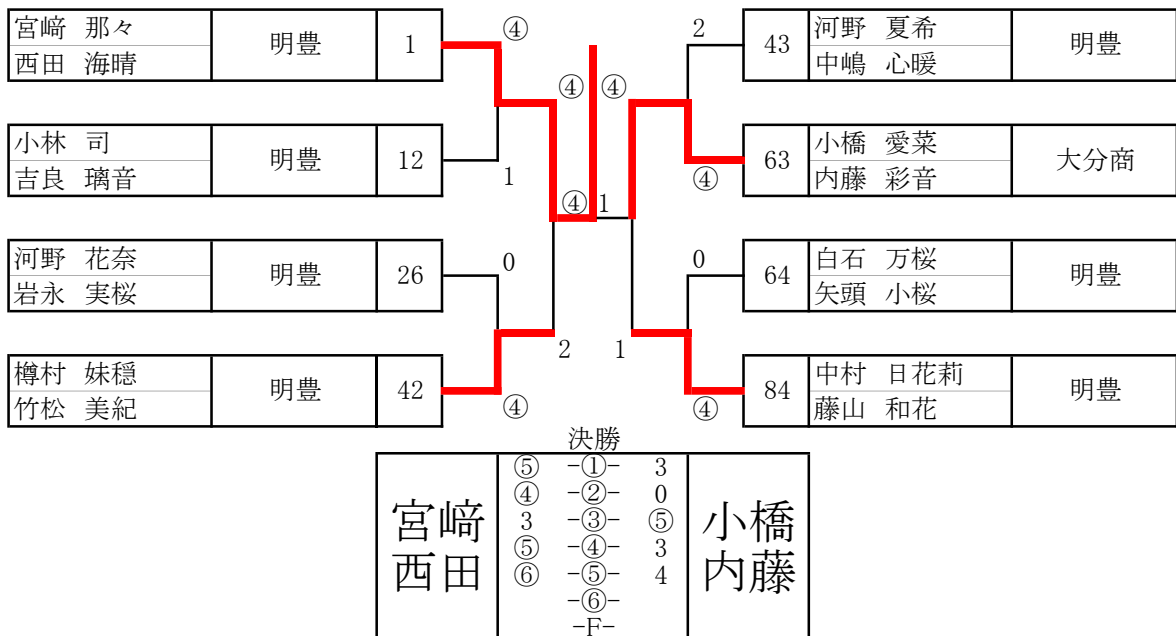 宮﨑 那々 明豊 1 ④ 2 43 河野 夏希 明豊
西田 海晴 中嶋 心暖
④ ④
小林 司 明豊 12 1 ④ 63 小橋 愛菜 大分商
吉良 璃音 内藤 彩音
④ 1
河野 花奈 明豊 26 0 0 64 白石 万桜 明豊
岩永 実桜 矢頭 小桜
2 1
樽村 妹穏 明豊 42 ④ ④ 84 中村 日花莉 明豊
竹松 美紀 藤山 和花
決勝
宮﨑 西田 小橋 内藤
⑤ -①- 3
④ -②- 0
3 -③- ⑤
⑤ -④- 3
⑥ -⑤- 4
-⑥-
-F-